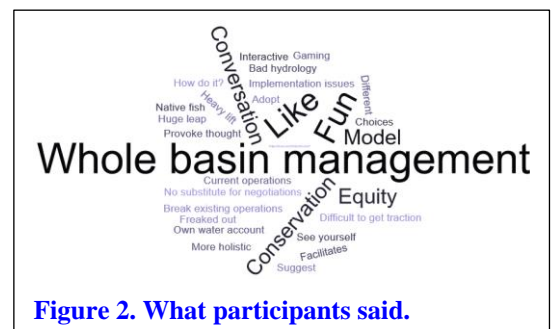 Conversation
Interactive Gaming
Bad hydrology
How do it?
Implementation issues
Different
Heavy lift
Adopt
Native fish
Huge leap
Like
Fun
Choices
Provoke thought
Model
Whole basin management
Current operations
No substitute for negotiations
Equity
Break existing operations
Freaked out
Difficult to get traction
Own water account
Conservation
See yourself
More holistic
Facilitates
Suggest
Figure 2. What participants said.